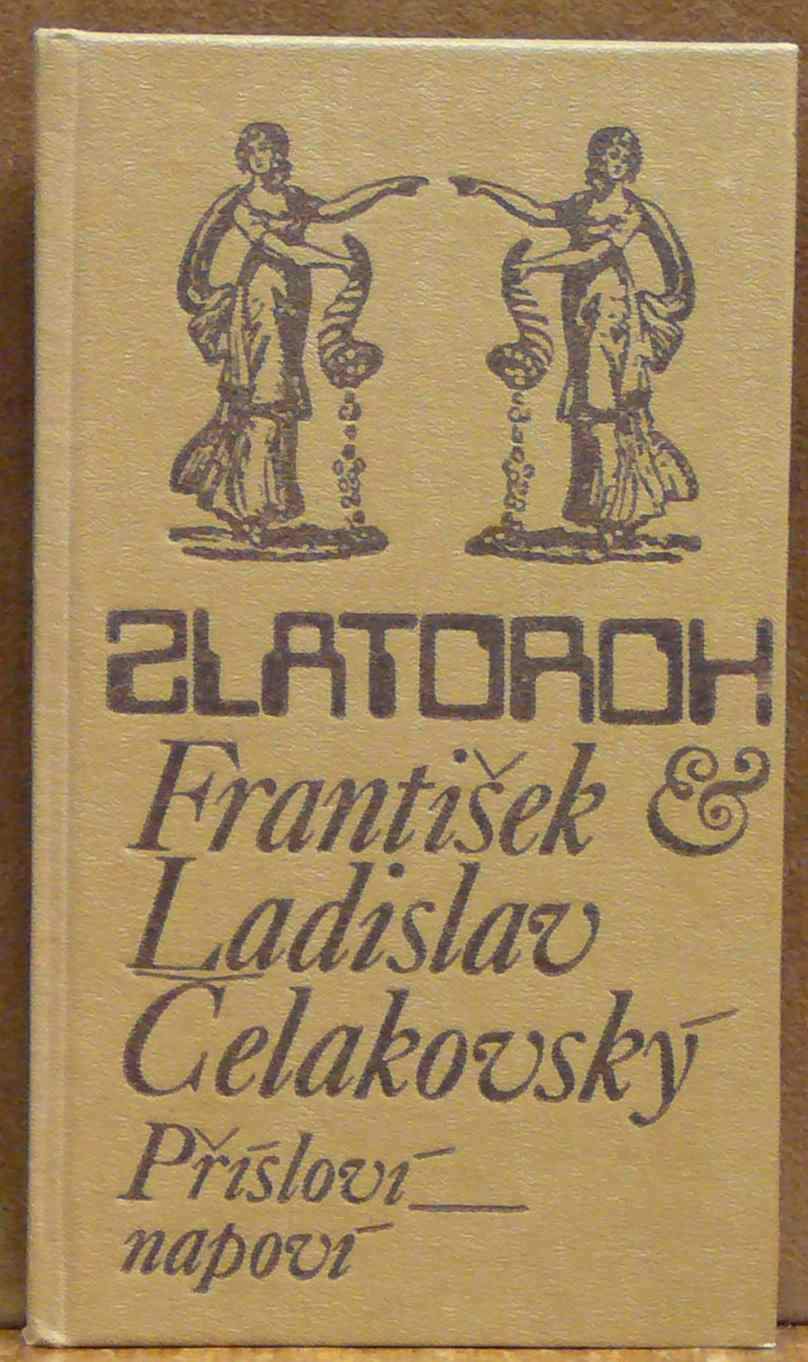 ZLATOROH
František &
Ladislav
Čelakovský
Přísloví
napoví